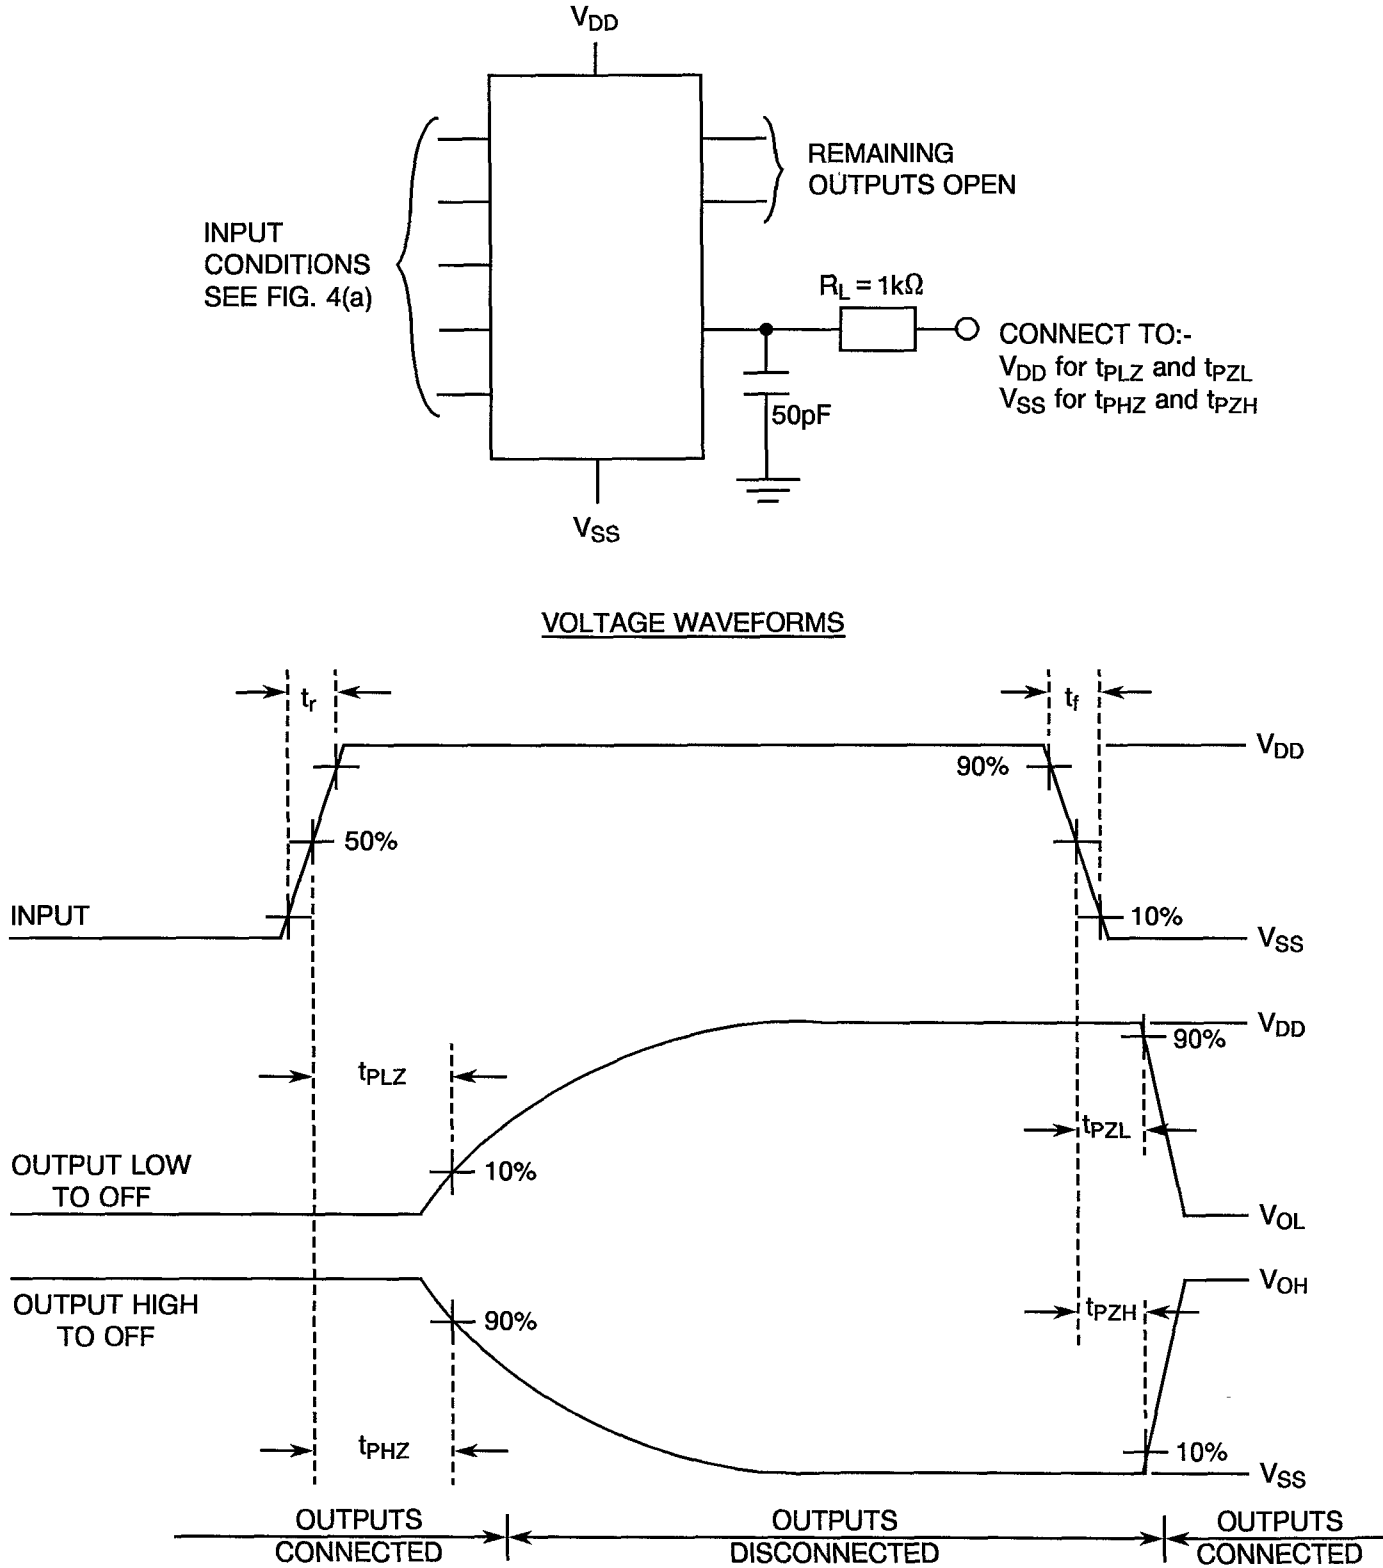 VDD
REMAINING
OUTPUTS OPEN
INPUT
CONDITIONS
SEE FIG. 4(a)
RL = 1kΩ
CONNECT TO:-
VDD for tPLZ and tPZL
VSS for tPHZ and tPZH
50pF
VSS
VOLTAGE WAVEFORMS
tr
tf
90%
VDD
50%
INPUT
10%
VSS
VDD
90%
tPLZ
tPZL
OUTPUT LOW
TO OFF
10%
VOL
OUTPUT HIGH
TO OFF
VOH
tPZH
90%
tPHZ
10%
VSS
OUTPUTS
CONNECTED
OUTPUTS
DISCONNECTED
OUTPUTS
CONNECTED